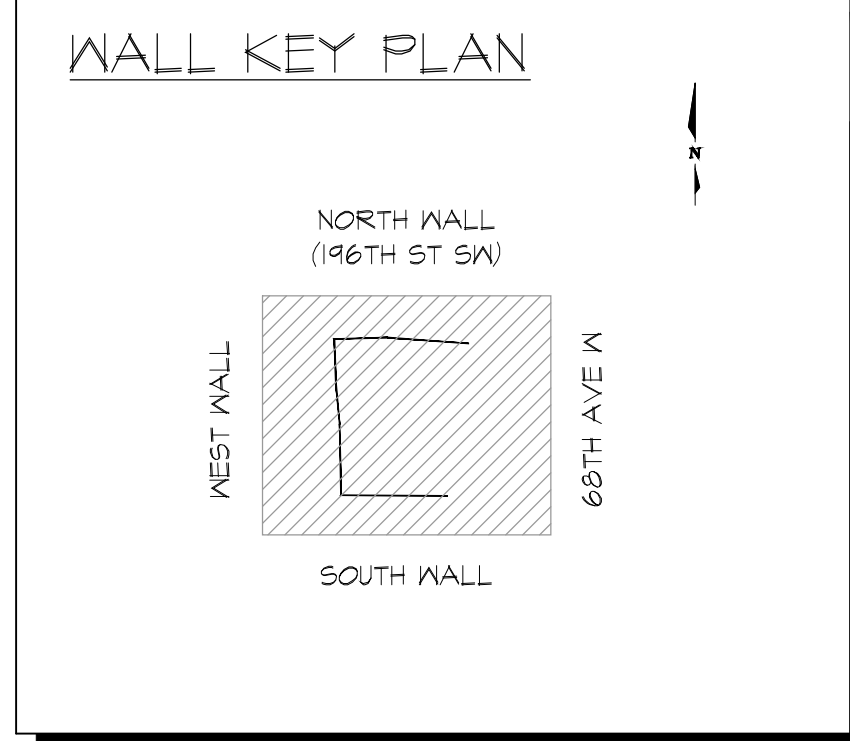 WALL KEY PLAN
N
NORTH WALL
(196TH ST SW)
WEST WALL
68TH AVE W
SOUTH WALL